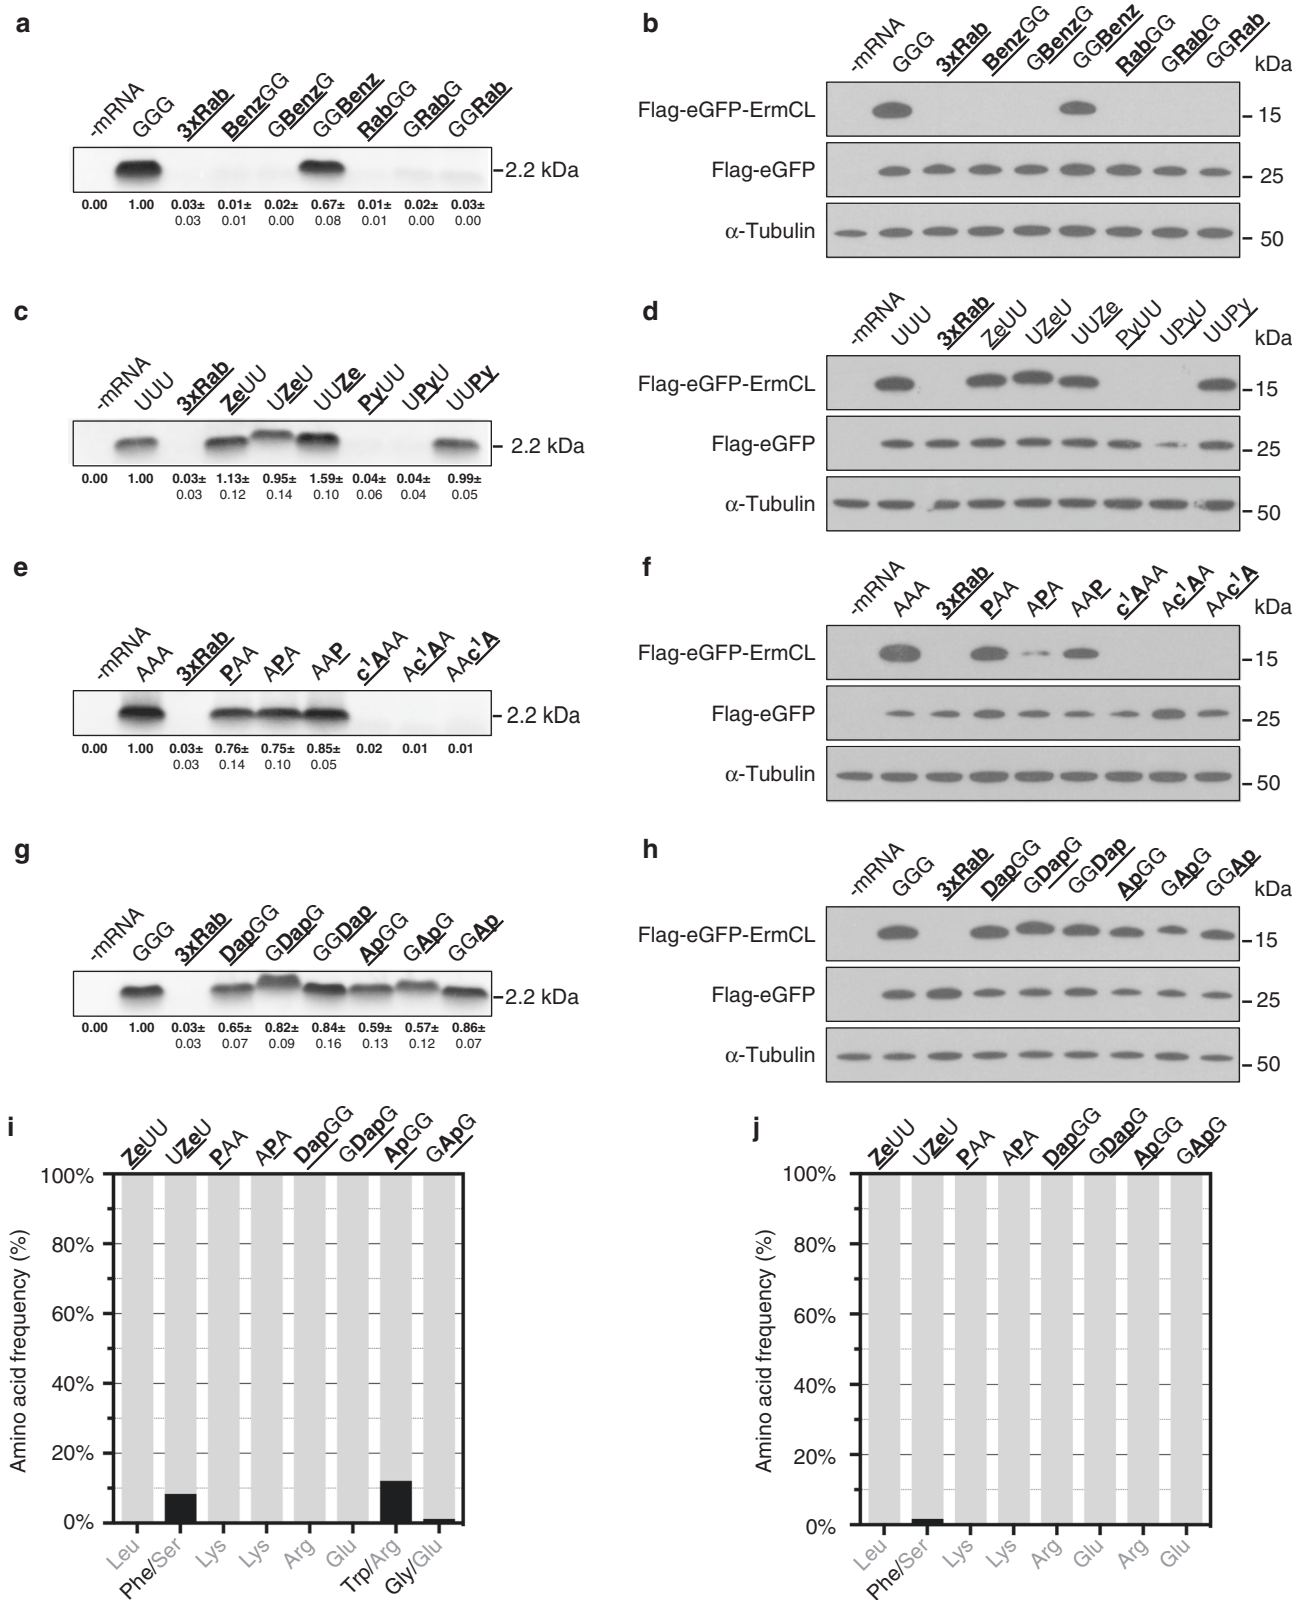 a
-mRNA GGG 3xRab BenzGG GBenzG GGBenz RabGG GRabG GGRab
2.2 kDa
0.00 1.00 0.03± 0.01± 0.02± 0.67± 0.01± 0.02± 0.03±
0.03 0.01 0.00 0.08 0.01 0.00 0.00
b
-mRNA GGG 3xRab BenzGG GBenzG GGBenz RabGG GRabG GGRab kDa
Flag-eGFP-ErmCL 15
Flag-eGFP 25
α-Tubulin 50
c
-mRNA UUU 3xRab ZeUU UZeU UUZe PyUU UPyU UUPy
2.2 kDa
0.00 1.00 0.03± 1.13± 0.95± 1.59± 0.04± 0.04± 0.99±
0.03 0.12 0.14 0.10 0.06 0.04 0.05
d
-mRNA UUU 3xRab ZeUU UZeU UUZe PyUU UPyU UUPy kDa
Flag-eGFP-ErmCL 15
Flag-eGFP 25
α-Tubulin 50
e
-mRNA AAA 3xRab PAA APA AAP c¹AAA Ac¹AA AAc¹A
2.2 kDa
0.00 1.00 0.03± 0.76± 0.75± 0.85± 0.02 0.01 0.01
0.03 0.14 0.10 0.05
f
-mRNA AAA 3xRab PAA APA AAP c¹AAA Ac¹AA AAc¹A kDa
Flag-eGFP-ErmCL 15
Flag-eGFP 25
α-Tubulin 50
g
-mRNA GGG 3xRab DapGG GDapG GGDap ApGG GApG GGAp
2.2 kDa
0.00 1.00 0.03± 0.65± 0.82± 0.84± 0.59± 0.57± 0.86±
0.03 0.07 0.09 0.16 0.13 0.12 0.07
h
-mRNA GGG 3xRab DapGG GDapG GGDap ApGG GApG GGAp kDa
Flag-eGFP-ErmCL 15
Flag-eGFP 25
α-Tubulin 50
i
ZeUU UZeU PAA APA DapGG GDapG ApGG GApG
Amino acid frequency (%)
100%
80%
60%
40%
20%
0%
Leu Phe/Ser Lys Lys Arg Glu Trp/Arg Gly/Glu
j
ZeUU UZeU PAA APA DapGG GDapG ApGG GApG
Amino acid frequency (%)
100%
80%
60%
40%
20%
0%
Leu Phe/Ser Lys Lys Arg Glu Arg Glu